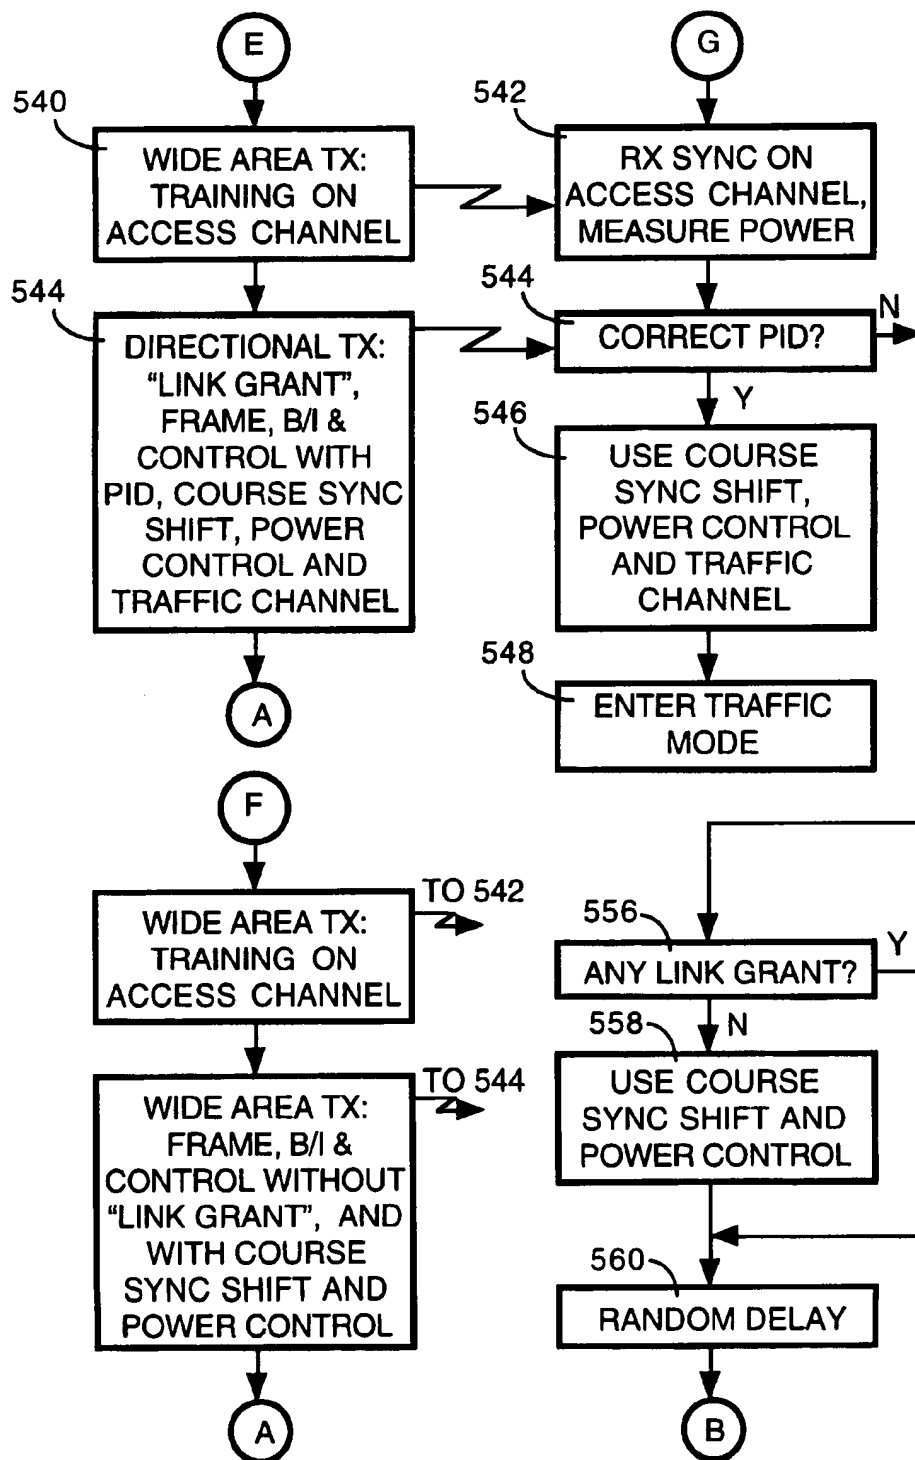 E
540
WIDE AREA TX:
TRAINING ON
ACCESS CHANNEL
544
DIRECTIONAL TX:
“LINK GRANT”,
FRAME, B/I &
CONTROL WITH
PID, COURSE SYNC
SHIFT, POWER
CONTROL AND
TRAFFIC CHANNEL
A
G
542
RX SYNC ON
ACCESS CHANNEL,
MEASURE POWER
544
CORRECT PID?
N
Y
546
USE COURSE
SYNC SHIFT,
POWER CONTROL
AND TRAFFIC
CHANNEL
548
ENTER TRAFFIC
MODE
F
WIDE AREA TX:
TRAINING ON
ACCESS CHANNEL
TO 542
WIDE AREA TX:
FRAME, B/I &
CONTROL WITHOUT
“LINK GRANT”, AND
WITH COURSE
SYNC SHIFT AND
POWER CONTROL
TO 544
A
556
ANY LINK GRANT?
Y
N
558
USE COURSE
SYNC SHIFT AND
POWER CONTROL
560
RANDOM DELAY
B